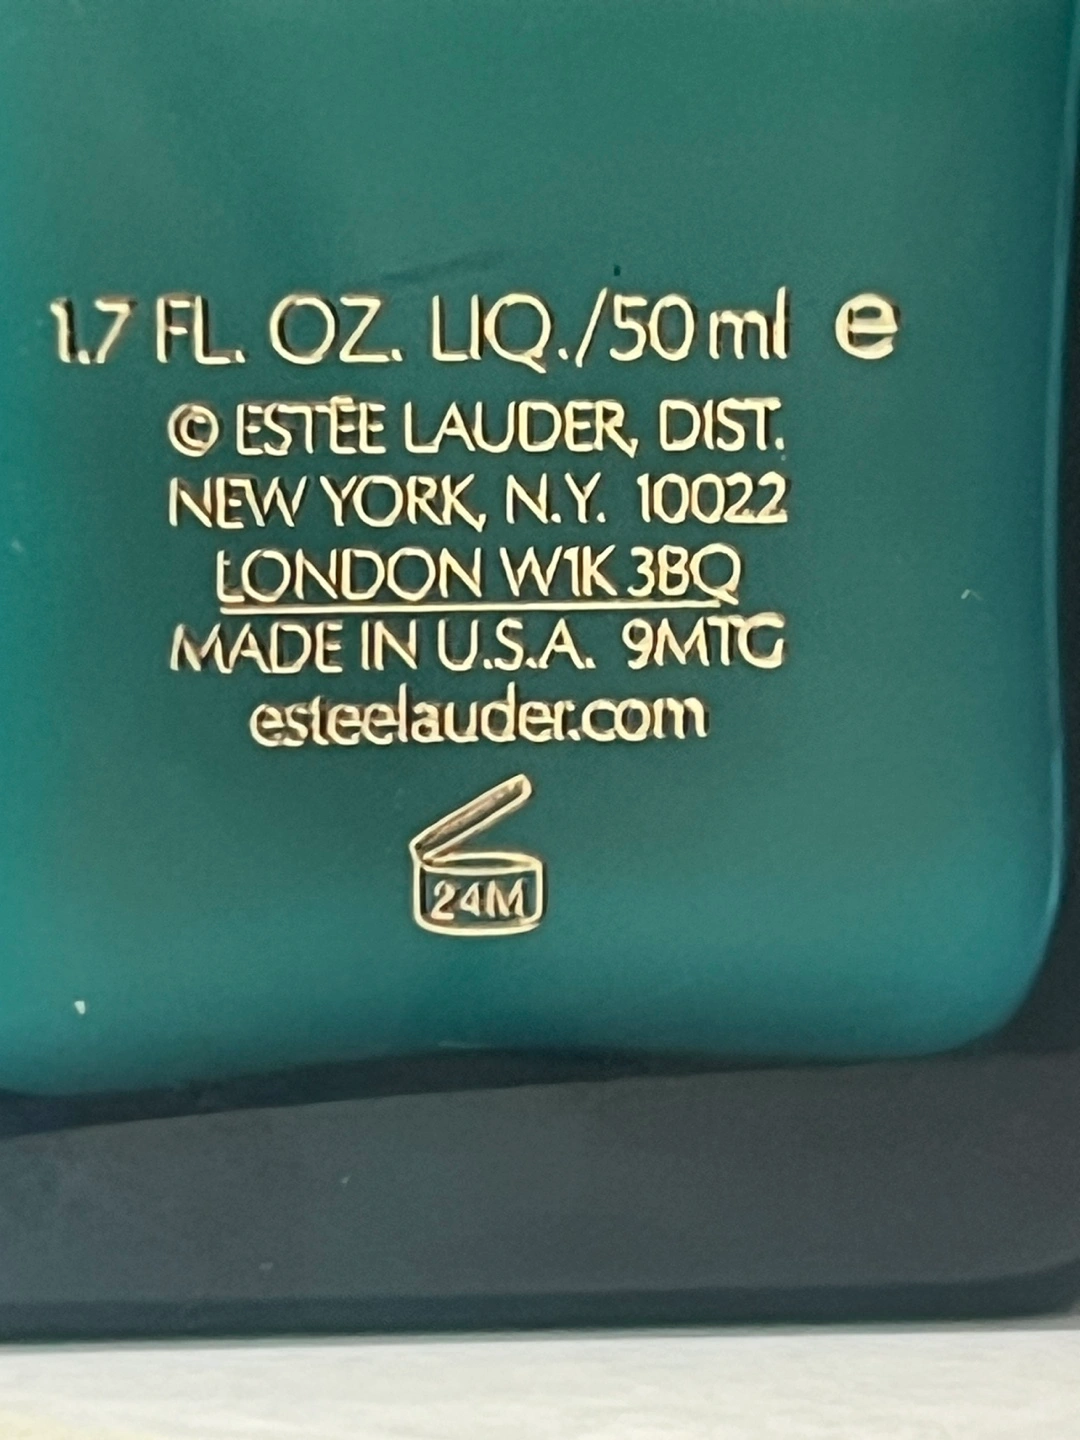 1.7 FL. OZ. LIQ./50 ml ℮
© ESTĒE LAUDER, DIST.
NEW YORK, N.Y. 10022
LONDON W1K 3BQ
MADE IN U.S.A. 9MTG
esteelauder.com
24M